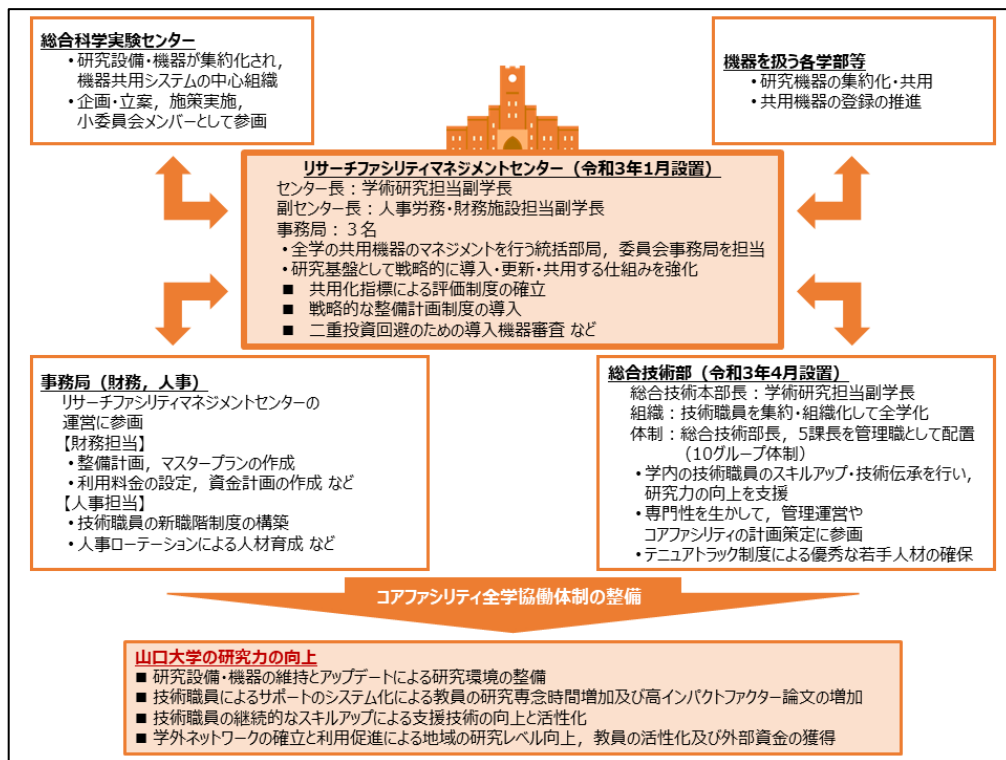 総合科学実験センター
・研究設備・機器が集約化され，
機器共用システムの中心組織
・企画・立案，施策実施，
小委員会メンバーとして参画
機器を扱う各学部等
・研究機器の集約化・共用
・共用機器の登録の推進
リサーチファシリティマネジメントセンター（令和3年1月設置）
センター長：学術研究担当副学長
副センター長：人事労務・財務施設担当副学長
事務局：３名
・全学の共用機器のマネジメントを行う統括部局，委員会事務局を担当
・研究基盤として戦略的に導入・更新・共用する仕組みを強化
■ 共用化指標による評価制度の確立
■ 戦略的な整備計画制度の導入
■ 二重投資回避のための導入機器審査 など
事務局（財務，人事）
リサーチファシリティマネジメントセンターの
運営に参画
【財務担当】
・整備計画，マスタープランの作成
・利用料金の設定，資金計画の作成 など
【人事担当】
・技術職員の新職階制度の構築
・人事ローテーションによる人材育成 など
総合技術部（令和3年4月設置）
総合技術本部長：学術研究担当副学長
組織：技術職員を集約・組織化して全学化
体制：総合技術部長，5課長を管理職として配置
（10グループ体制）
・学内の技術職員のスキルアップ・技術伝承を行い，
研究力の向上を支援
・専門性を生かして，管理運営や
コアファシリティの計画策定に参画
・テニュアトラック制度による優秀な若手人材の確保
コアファシリティ全学協働体制の整備
山口大学の研究力の向上
■ 研究設備・機器の維持とアップデートによる研究環境の整備
■ 技術職員によるサポートのシステム化による教員の研究専念時間増加及び高インパクトファクター論文の増加
■ 技術職員の継続的なスキルアップによる支援技術の向上と活性化
■ 学外ネットワークの確立と利用促進による地域の研究レベル向上，教員の活性化及び外部資金の獲得